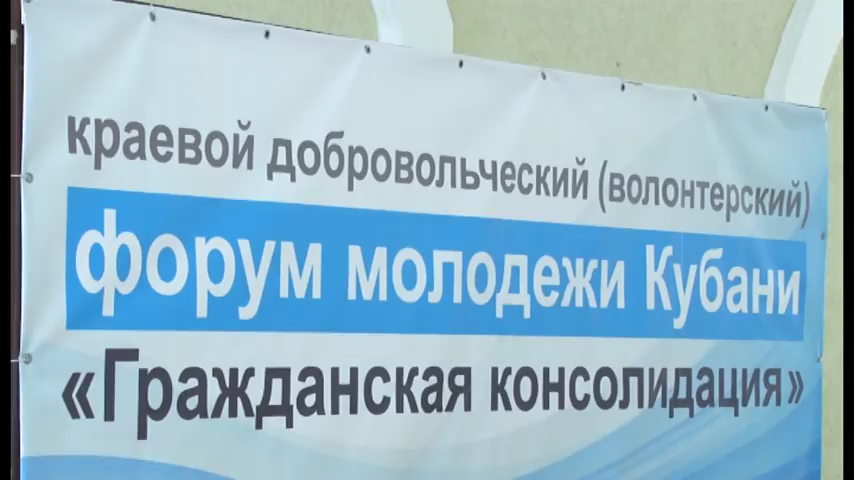 краевой добровольческий (волонтерский)
форум молодежи Кубани
«Гражданская консолидация»